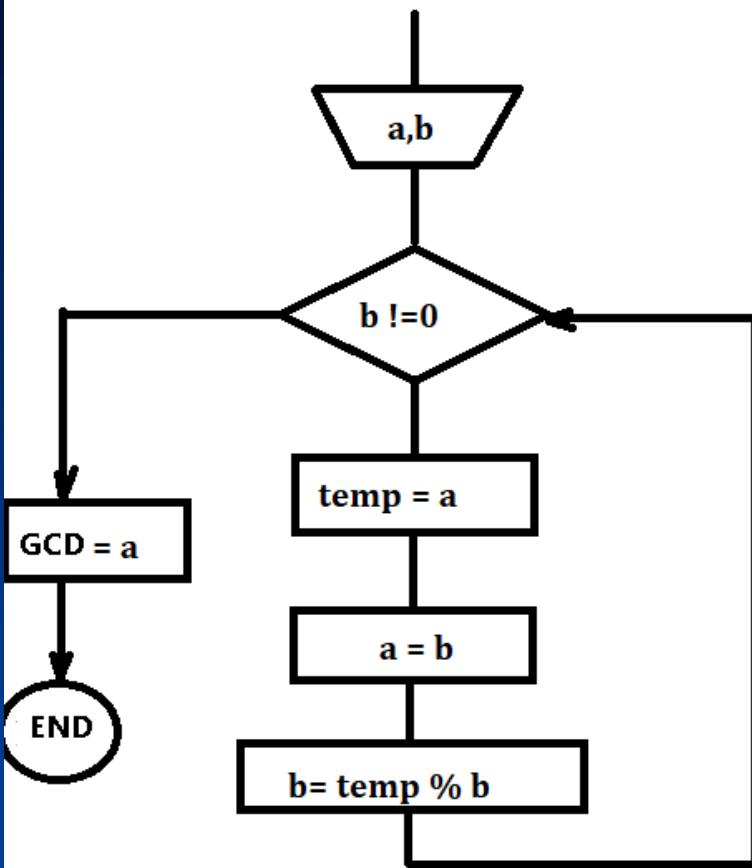 a,b
b !=0
temp = a
a = b
b= temp % b
GCD = a
END